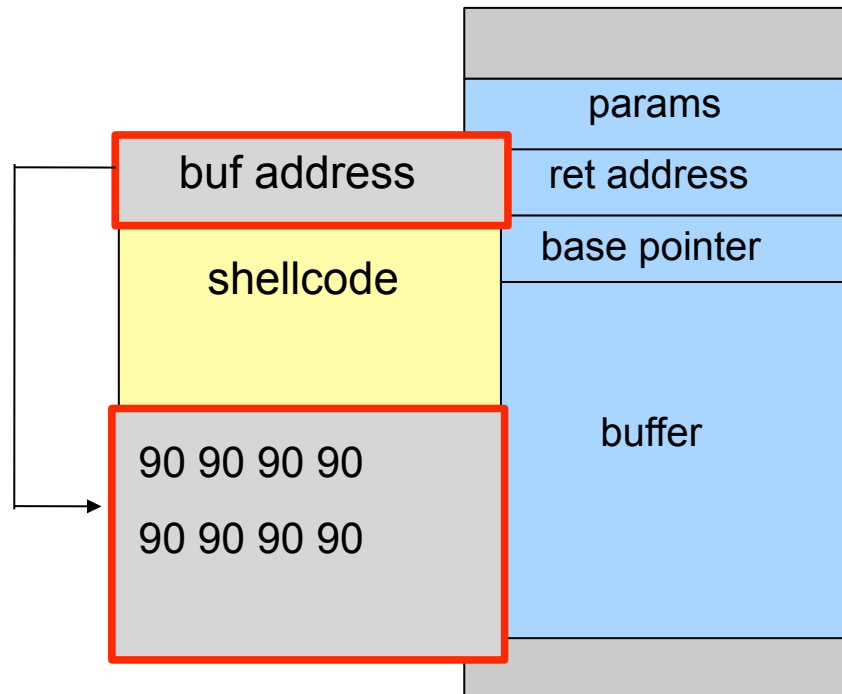 params
buf address
ret address
base pointer
shellcode
buffer
90 90 90 90
90 90 90 90